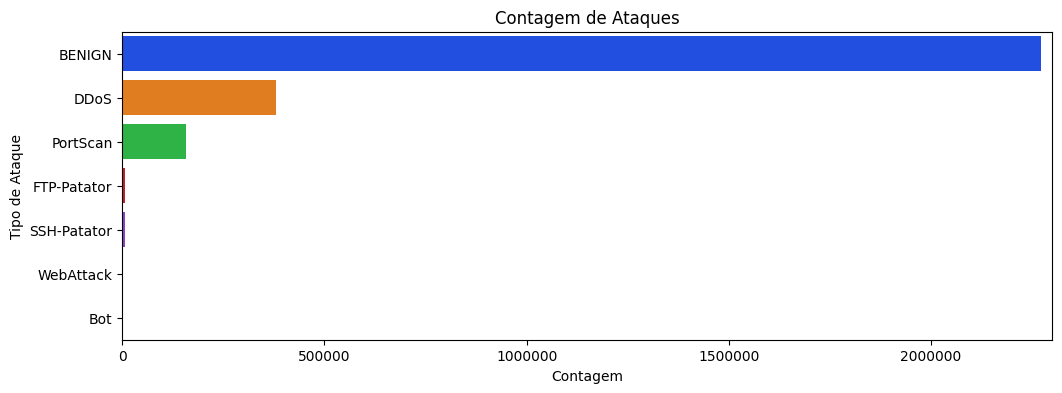 Contagem de Ataques
Tipo de Ataque
BENIGN
DDoS
PortScan
FTP-Patator
SSH-Patator
WebAttack
Bot
0 500000 1000000 1500000 2000000
Contagem